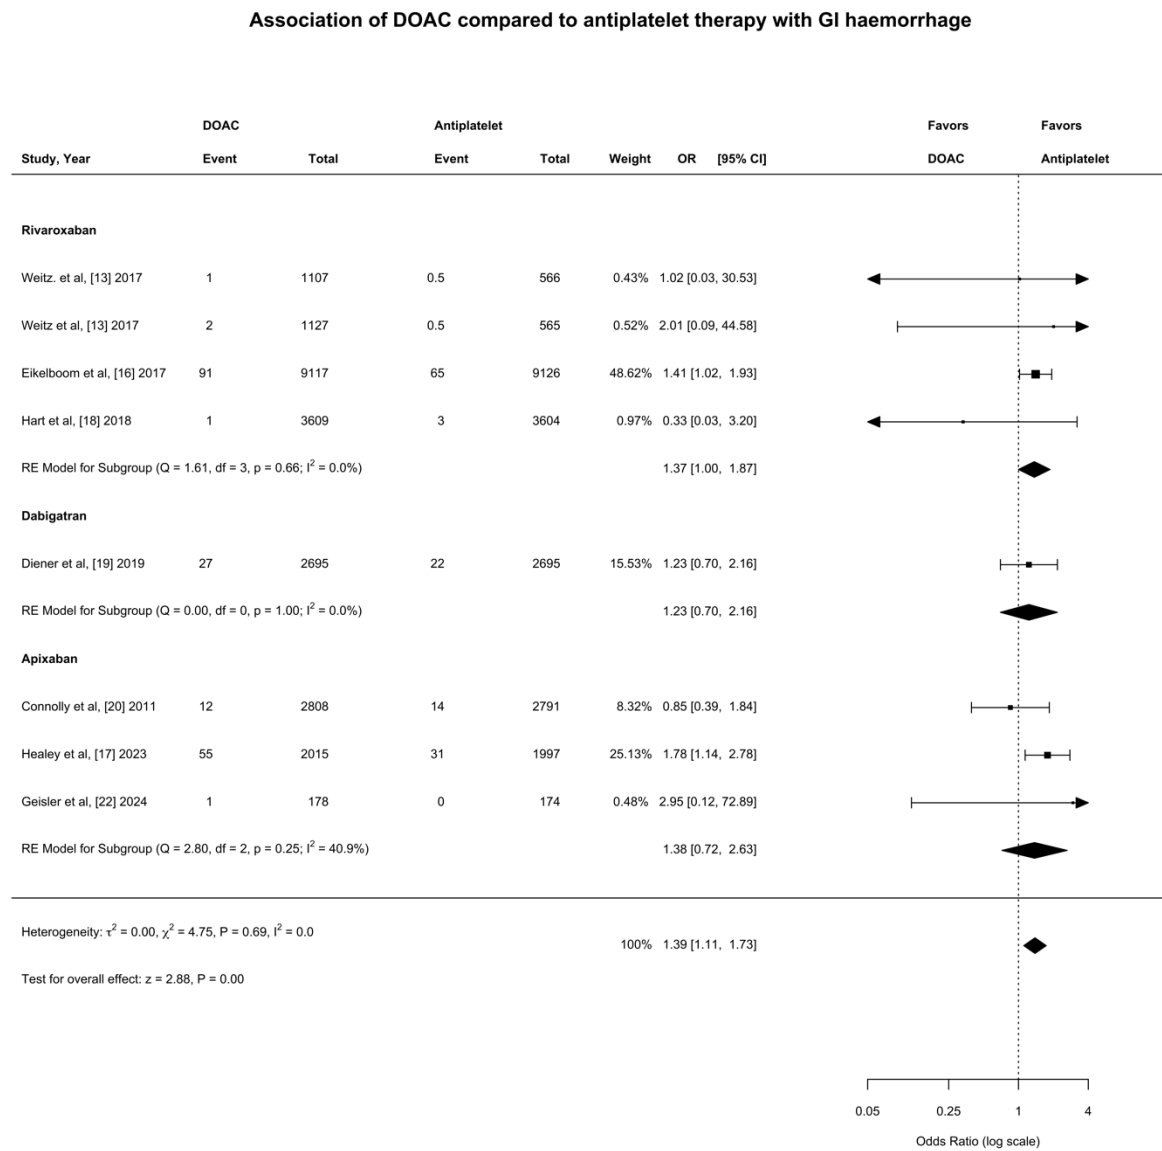 Association of DOAC compared to antiplatelet therapy with GI haemorrhage
DOAC Antiplatelet Favors Favors
Study, Year Event Total Event Total Weight OR [95% CI] DOAC Antiplatelet
Rivaroxaban
Weitz. et al, [13] 2017 1 1107 0.5 566 0.43% 1.02 [0.03, 30.53]
Weitz et al, [13] 2017 2 1127 0.5 565 0.52% 2.01 [0.09, 44.58]
Eikelboom et al, [16] 2017 91 9117 65 9126 48.62% 1.41 [1.02, 1.93]
Hart et al, [18] 2018 1 3609 3 3604 0.97% 0.33 [0.03, 3.20]
RE Model for Subgroup (Q = 1.61, df = 3, p = 0.66; I² = 0.0%) 1.37 [1.00, 1.87]
Dabigatran
Diener et al, [19] 2019 27 2695 22 2695 15.53% 1.23 [0.70, 2.16]
RE Model for Subgroup (Q = 0.00, df = 0, p = 1.00; I² = 0.0%) 1.23 [0.70, 2.16]
Apixaban
Connolly et al, [20] 2011 12 2808 14 2791 8.32% 0.85 [0.39, 1.84]
Healey et al, [17] 2023 55 2015 31 1997 25.13% 1.78 [1.14, 2.78]
Geisler et al, [22] 2024 1 178 0 174 0.48% 2.95 [0.12, 72.89]
RE Model for Subgroup (Q = 2.80, df = 2, p = 0.25; I² = 40.9%) 1.38 [0.72, 2.63]
Heterogeneity: τ² = 0.00, χ² = 4.75, P = 0.69, I² = 0.0
100% 1.39 [1.11, 1.73]
Test for overall effect: z = 2.88, P = 0.00
0.05 0.25 1 4
Odds Ratio (log scale)